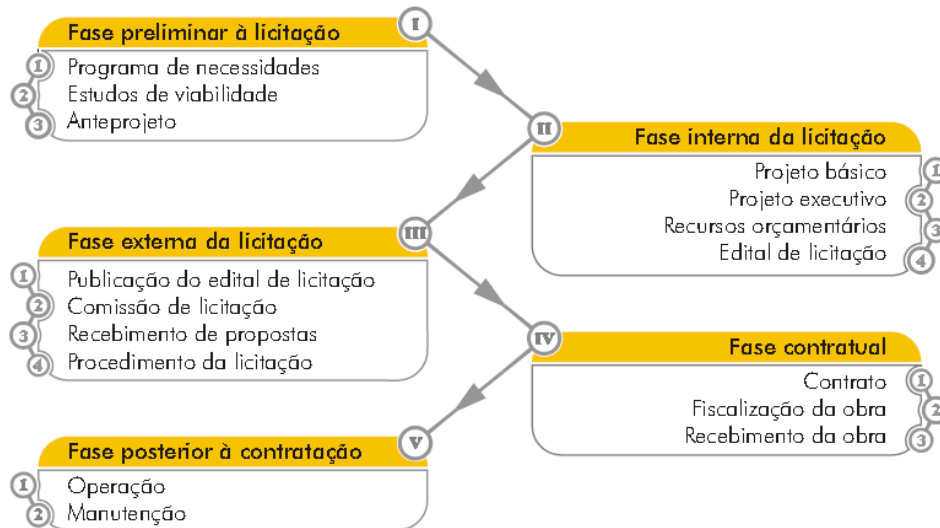 I
Fase preliminar à licitação
1 Programa de necessidades
2 Estudos de viabilidade
3 Anteprojeto
II
Fase interna da licitação
Projeto básico 1
Projeto executivo 2
Recursos orçamentários 3
Edital de licitação 4
III
Fase externa da licitação
1 Publicação do edital de licitação
2 Comissão de licitação
3 Recebimento de propostas
4 Procedimento da licitação
IV
Fase contratual
Contrato 1
Fiscalização da obra 2
Recebimento da obra 3
V
Fase posterior à contratação
1 Operação
2 Manutenção